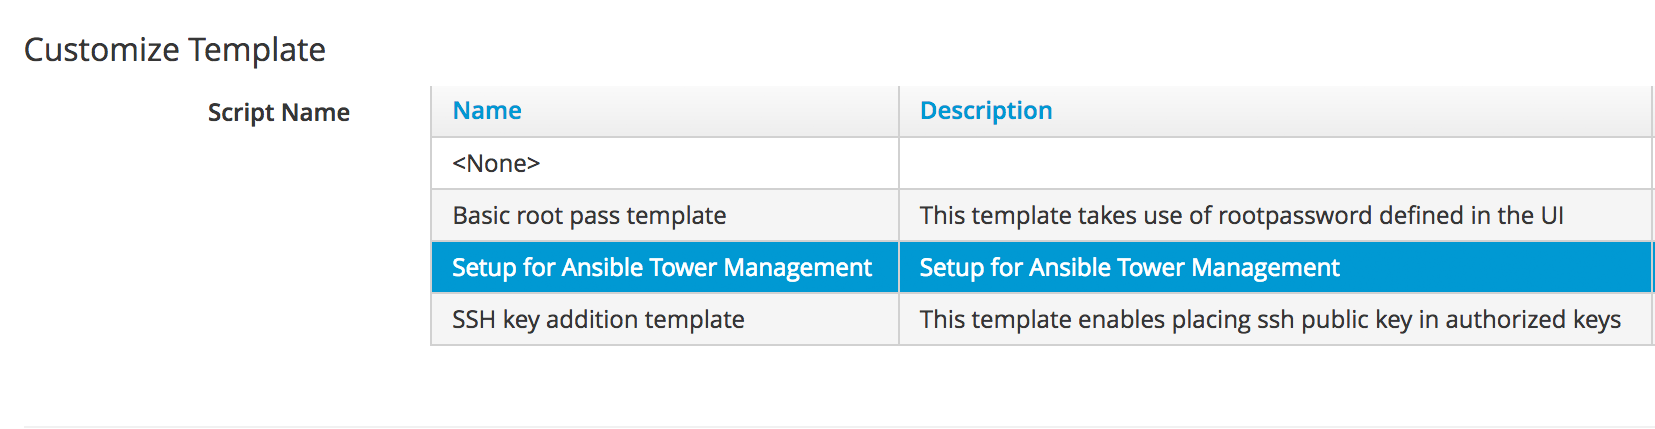 Customize Template
Script Name
Name Description
<None>
Basic root pass template This template takes use of rootpassword defined in the UI
Setup for Ansible Tower Management Setup for Ansible Tower Management
SSH key addition template This template enables placing ssh public key in authorized keys